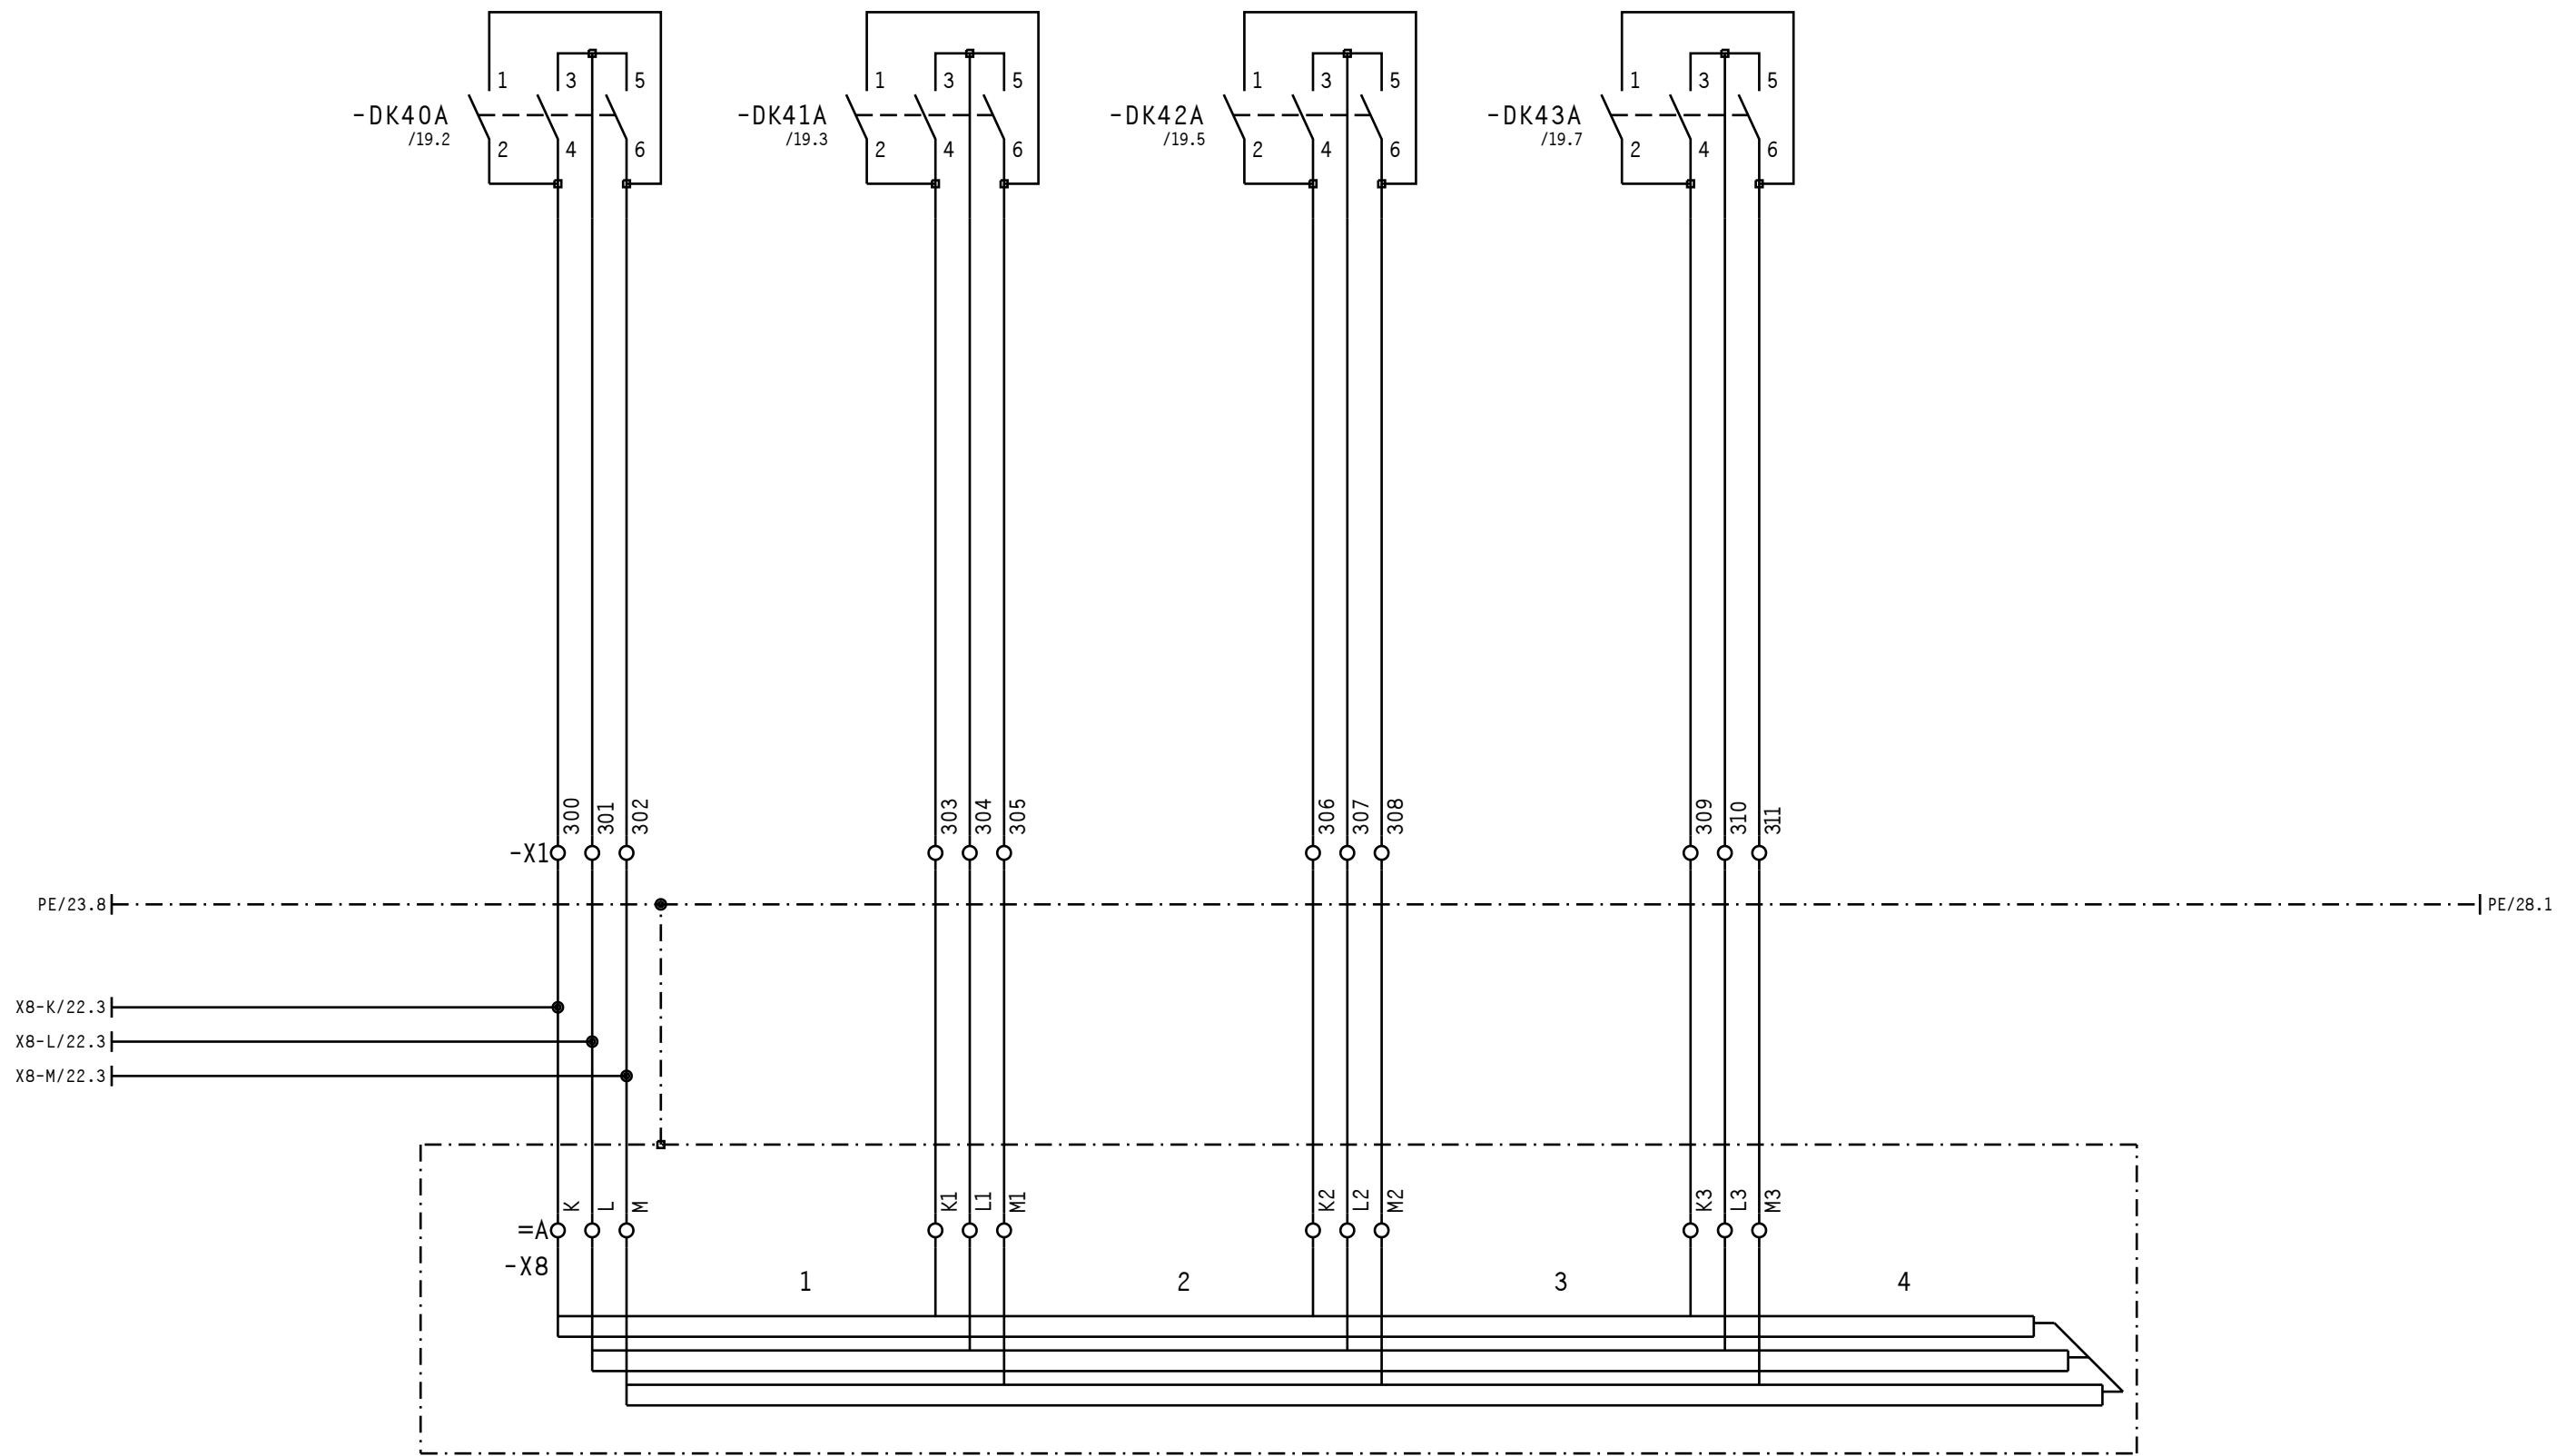 1 3 5 1 3 5 1 3 5 1 3 5
-DK40A -DK41A -DK42A -DK43A
/19.2 /19.3 /19.5 /19.7
2 4 6 2 4 6 2 4 6 2 4 6
300 301 302 303 304 305 306 307 308 309 310 311
-X1
PE/23.8 PE/28.1
X8-K/22.3
X8-L/22.3
X8-M/22.3
K L M K1 L1 M1 K2 L2 M2 K3 L3 M3
=A
-X8
1 2 3 4